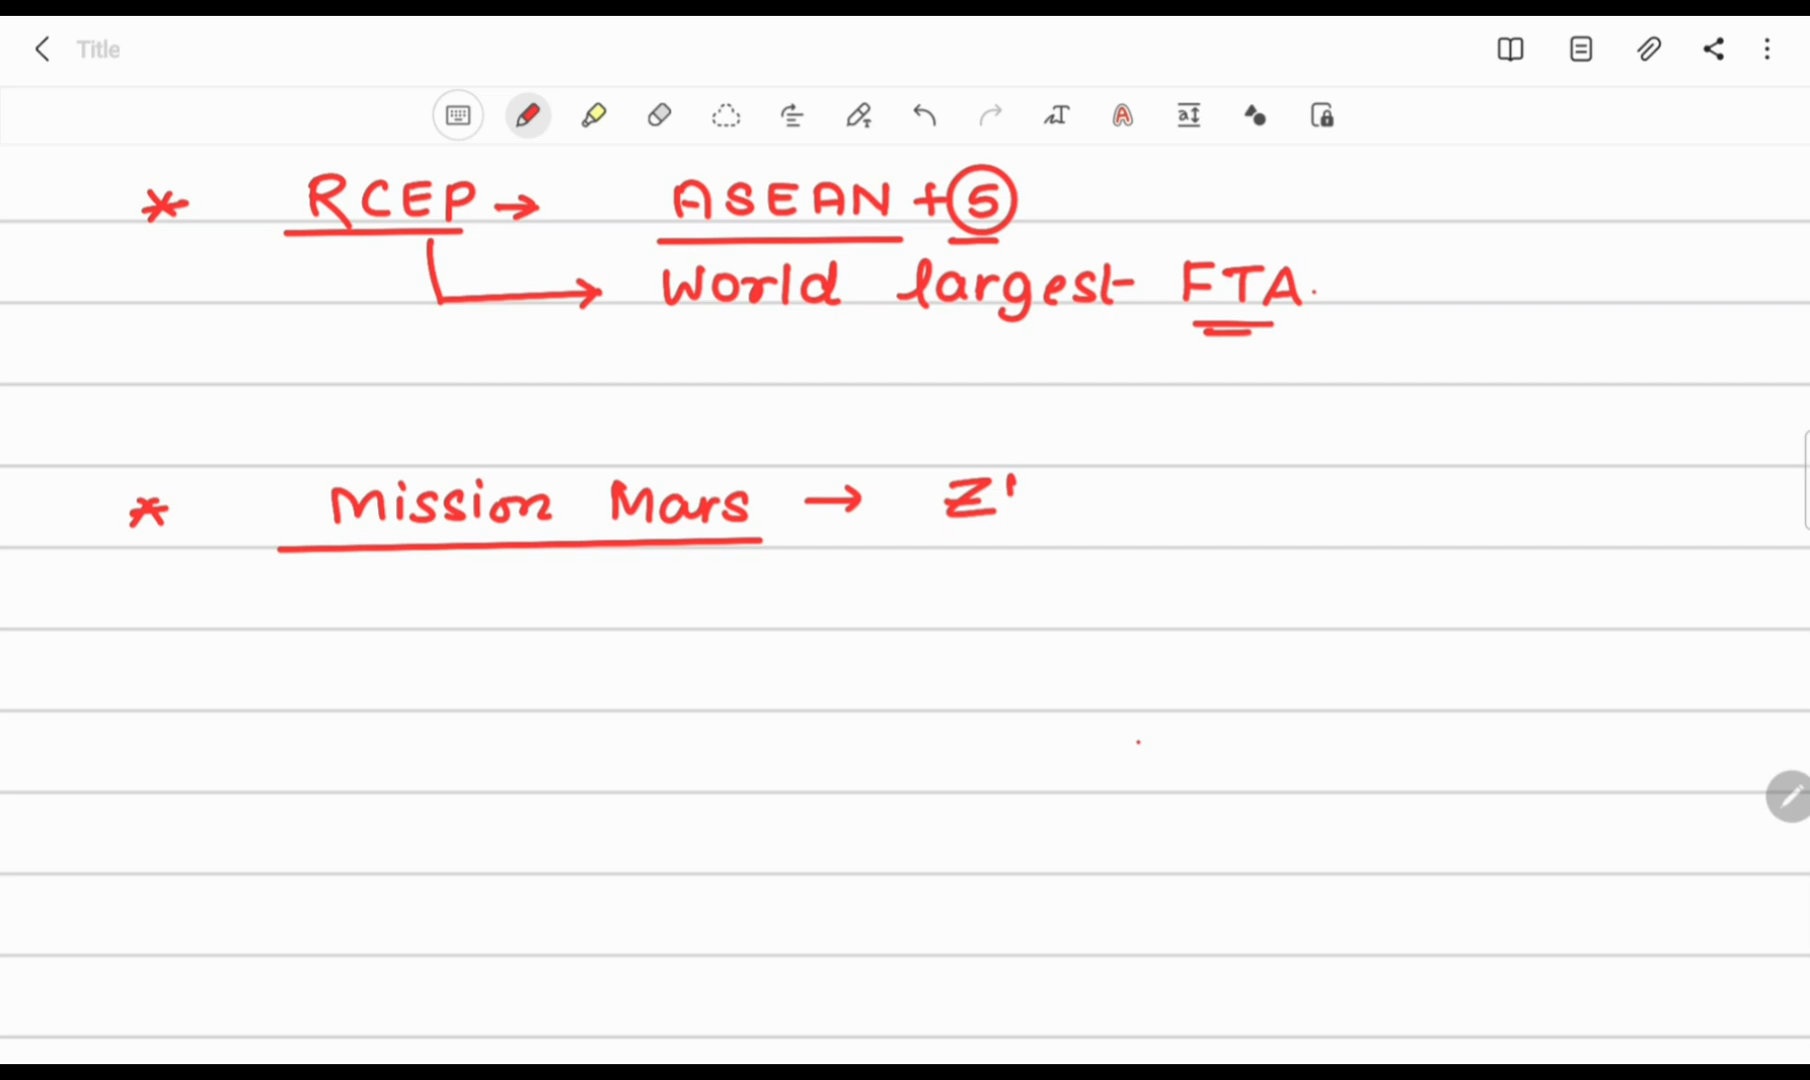 Title
* RCEP → ASEAN + 5
World largest FTA.
* Mission Mars → Z'